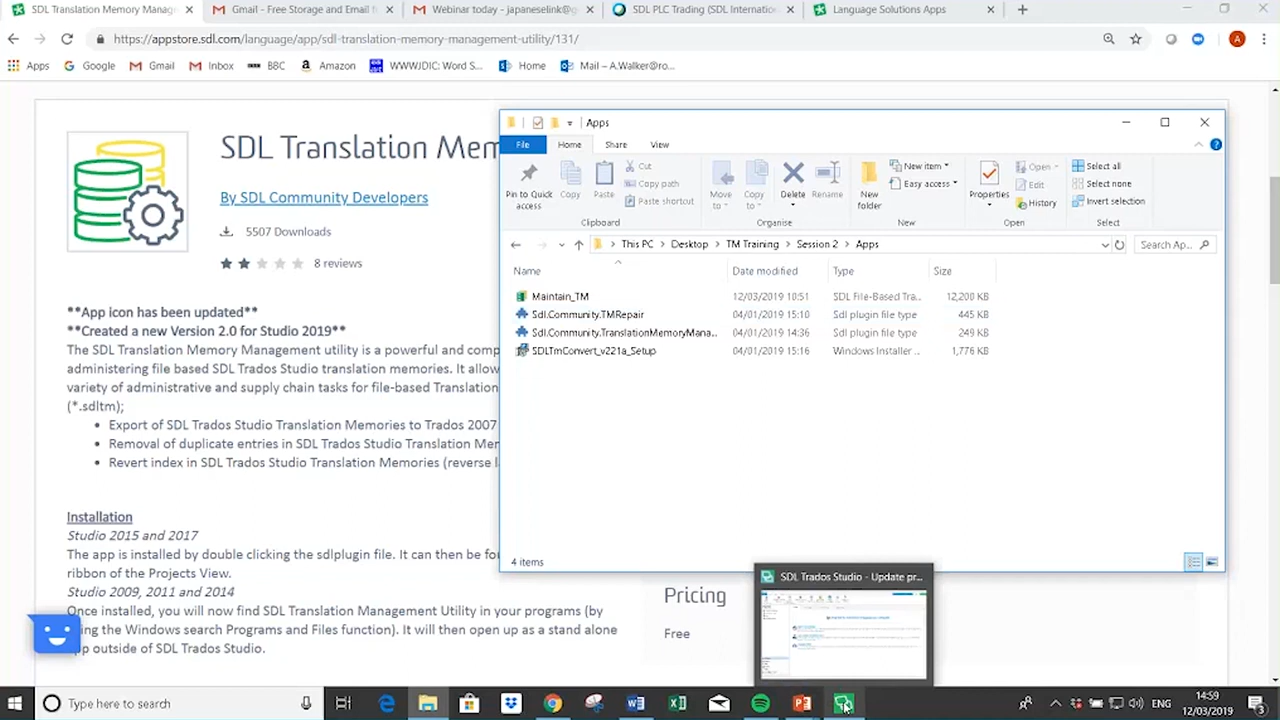 SDL Translation Memory Manag
Gmail - Free Storage and Email f
Webinar today - japaneselink@g
SDL PLC Trading (SDL Internatio
Language Solutions Apps
https://appstore.sdl.com/language/app/sdl-translation-memory-management-utility/131/
A
Apps
Google
Gmail
Inbox
BBC
Amazon
WWWJDIC: Word S...
Home
Mail – A.Walker@ro...
SDL Translation Mem
By SDL Community Developers
5507 Downloads
8 reviews
**App icon has been updated**
**Created a new Version 2.0 for Studio 2019**
The SDL Translation Memory Management utility is a powerful and comp
administering file based SDL Trados Studio translation memories. It allow
variety of administrative and supply chain tasks for file-based Translation
(*.sdltm);
Export of SDL Trados Studio Translation Memories to Trados 2007
Removal of duplicate entries in SDL Trados Studio Translation Mem
Revert index in SDL Trados Studio Translation Memories (reverse l
Installation
Studio 2015 and 2017
The app is installed by double clicking the sdlplugin file. It can then be fo
ribbon of the Projects View.
Studio 2009, 2011 and 2014
Once installed, you will now find SDL Translation Management Utility in your programs (by
the Windows search Programs and Files function). It will then open up as a stand alone
outside of SDL Trados Studio.
Pricing
Free
Apps
File
Home
Share
View
Pin to Quick access
Copy
Paste
Cut
Copy path
Paste shortcut
Clipboard
Move to
Copy to
Delete
Rename
Organise
New folder
New item
Easy access
New
Properties
Open
Edit
History
Open
Select all
Select none
Invert selection
Select
This PC > Desktop > TM Training > Session 2 > Apps
Search Ap...
Name Date modified Type Size
Maintain_TM 12/03/2019 10:51 SDL File-Based Tra... 12,200 KB
Sdl.Community.TMRepair 04/01/2019 15:10 Sdl plugin file type 445 KB
Sdl.Community.TranslationMemoryMana... 04/01/2019 14:36 Sdl plugin file type 249 KB
SDLTmConvert_v221a_Setup 04/01/2019 15:16 Windows Installer ... 1,776 KB
4 items
SDL Trados Studio - Update pr...
Type here to search
ENG
14:59
12/03/2019
3